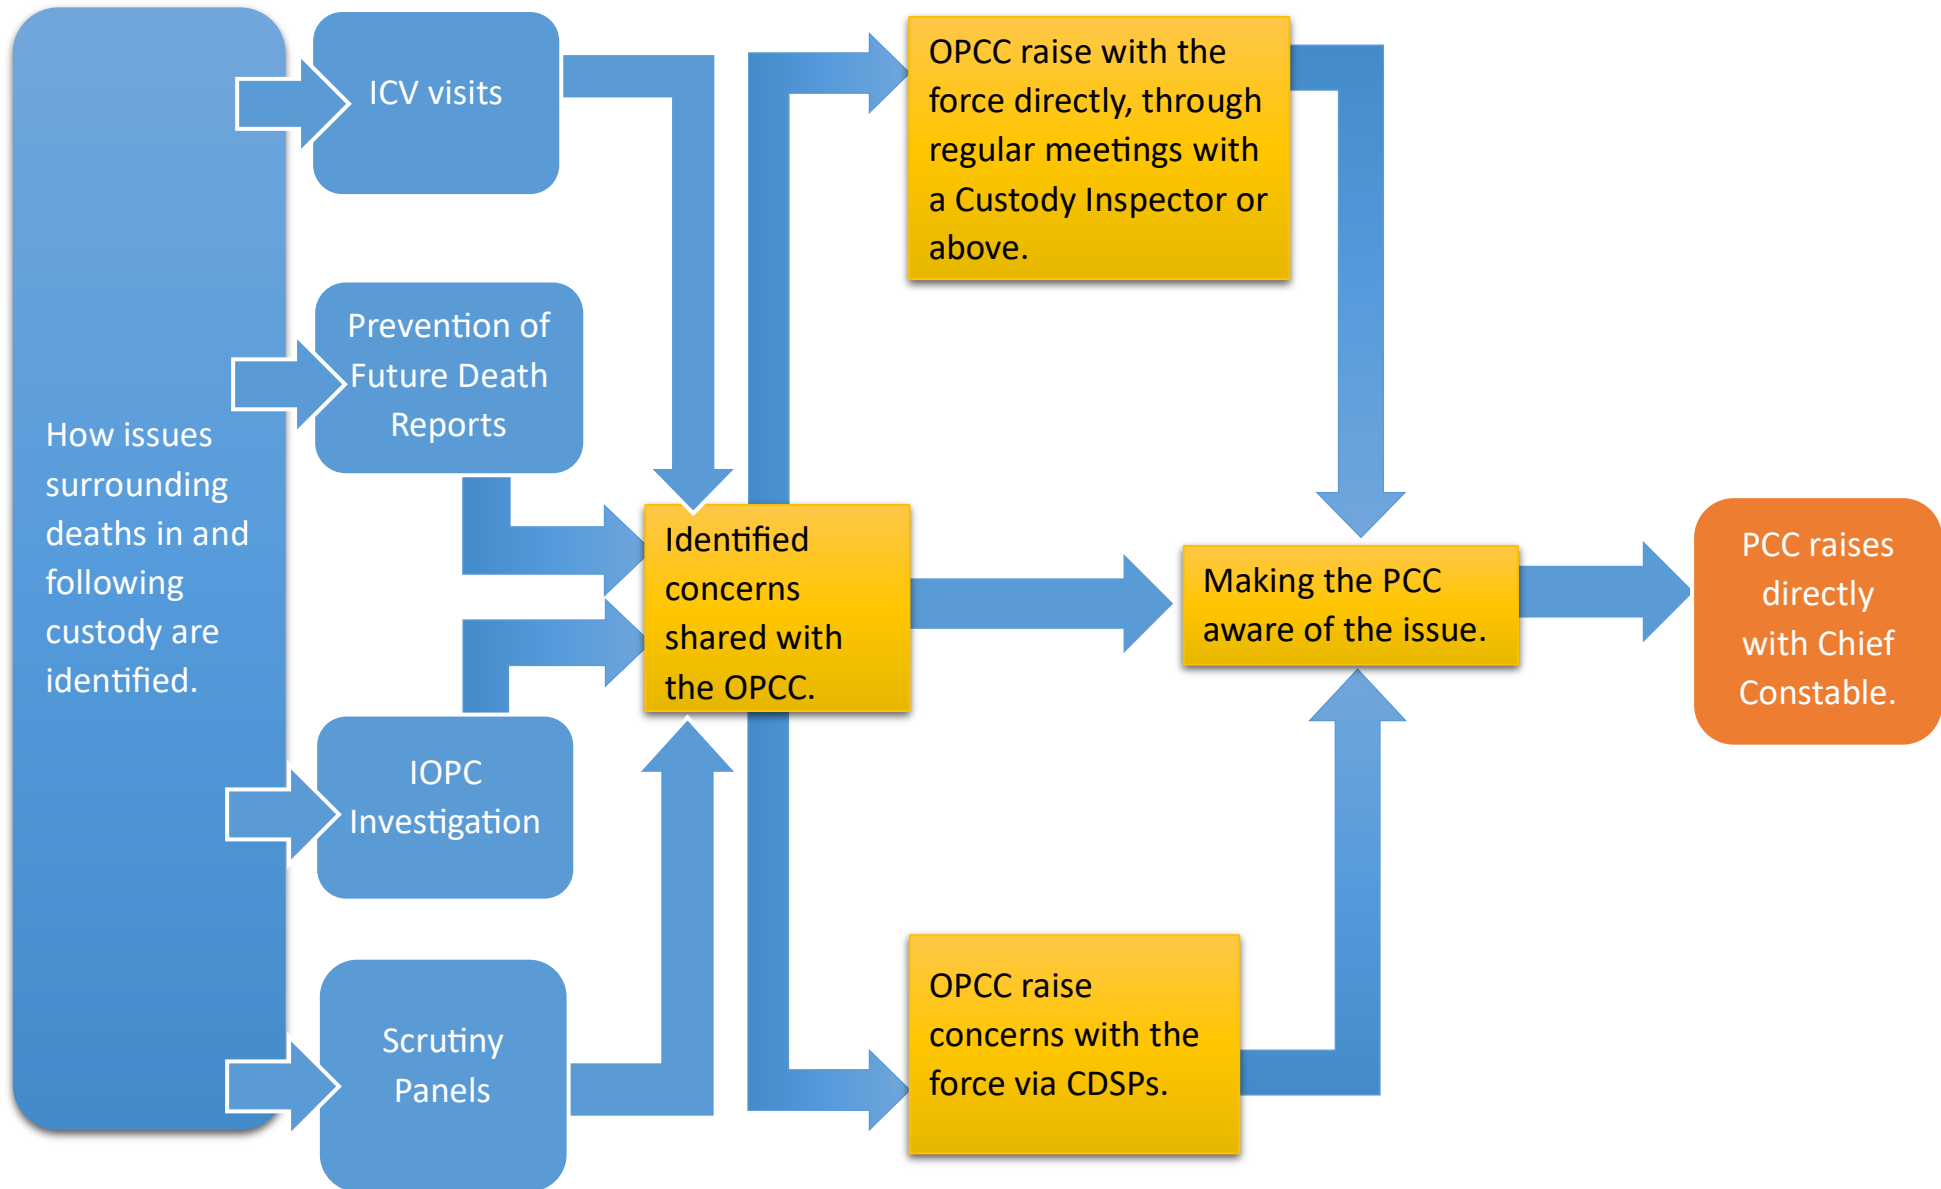 How issues
surrounding
deaths in and
following
custody are
identified.
ICV visits
Prevention of
Future Death
Reports
IOPC
Investigation
Scrutiny
Panels
Identified
concerns
shared with
the OPCC.
OPCC raise with the
force directly, through
regular meetings with
a Custody Inspector or
above.
OPCC raise
concerns with the
force via CDSPs.
Making the PCC
aware of the issue.
PCC raises
directly
with Chief
Constable.